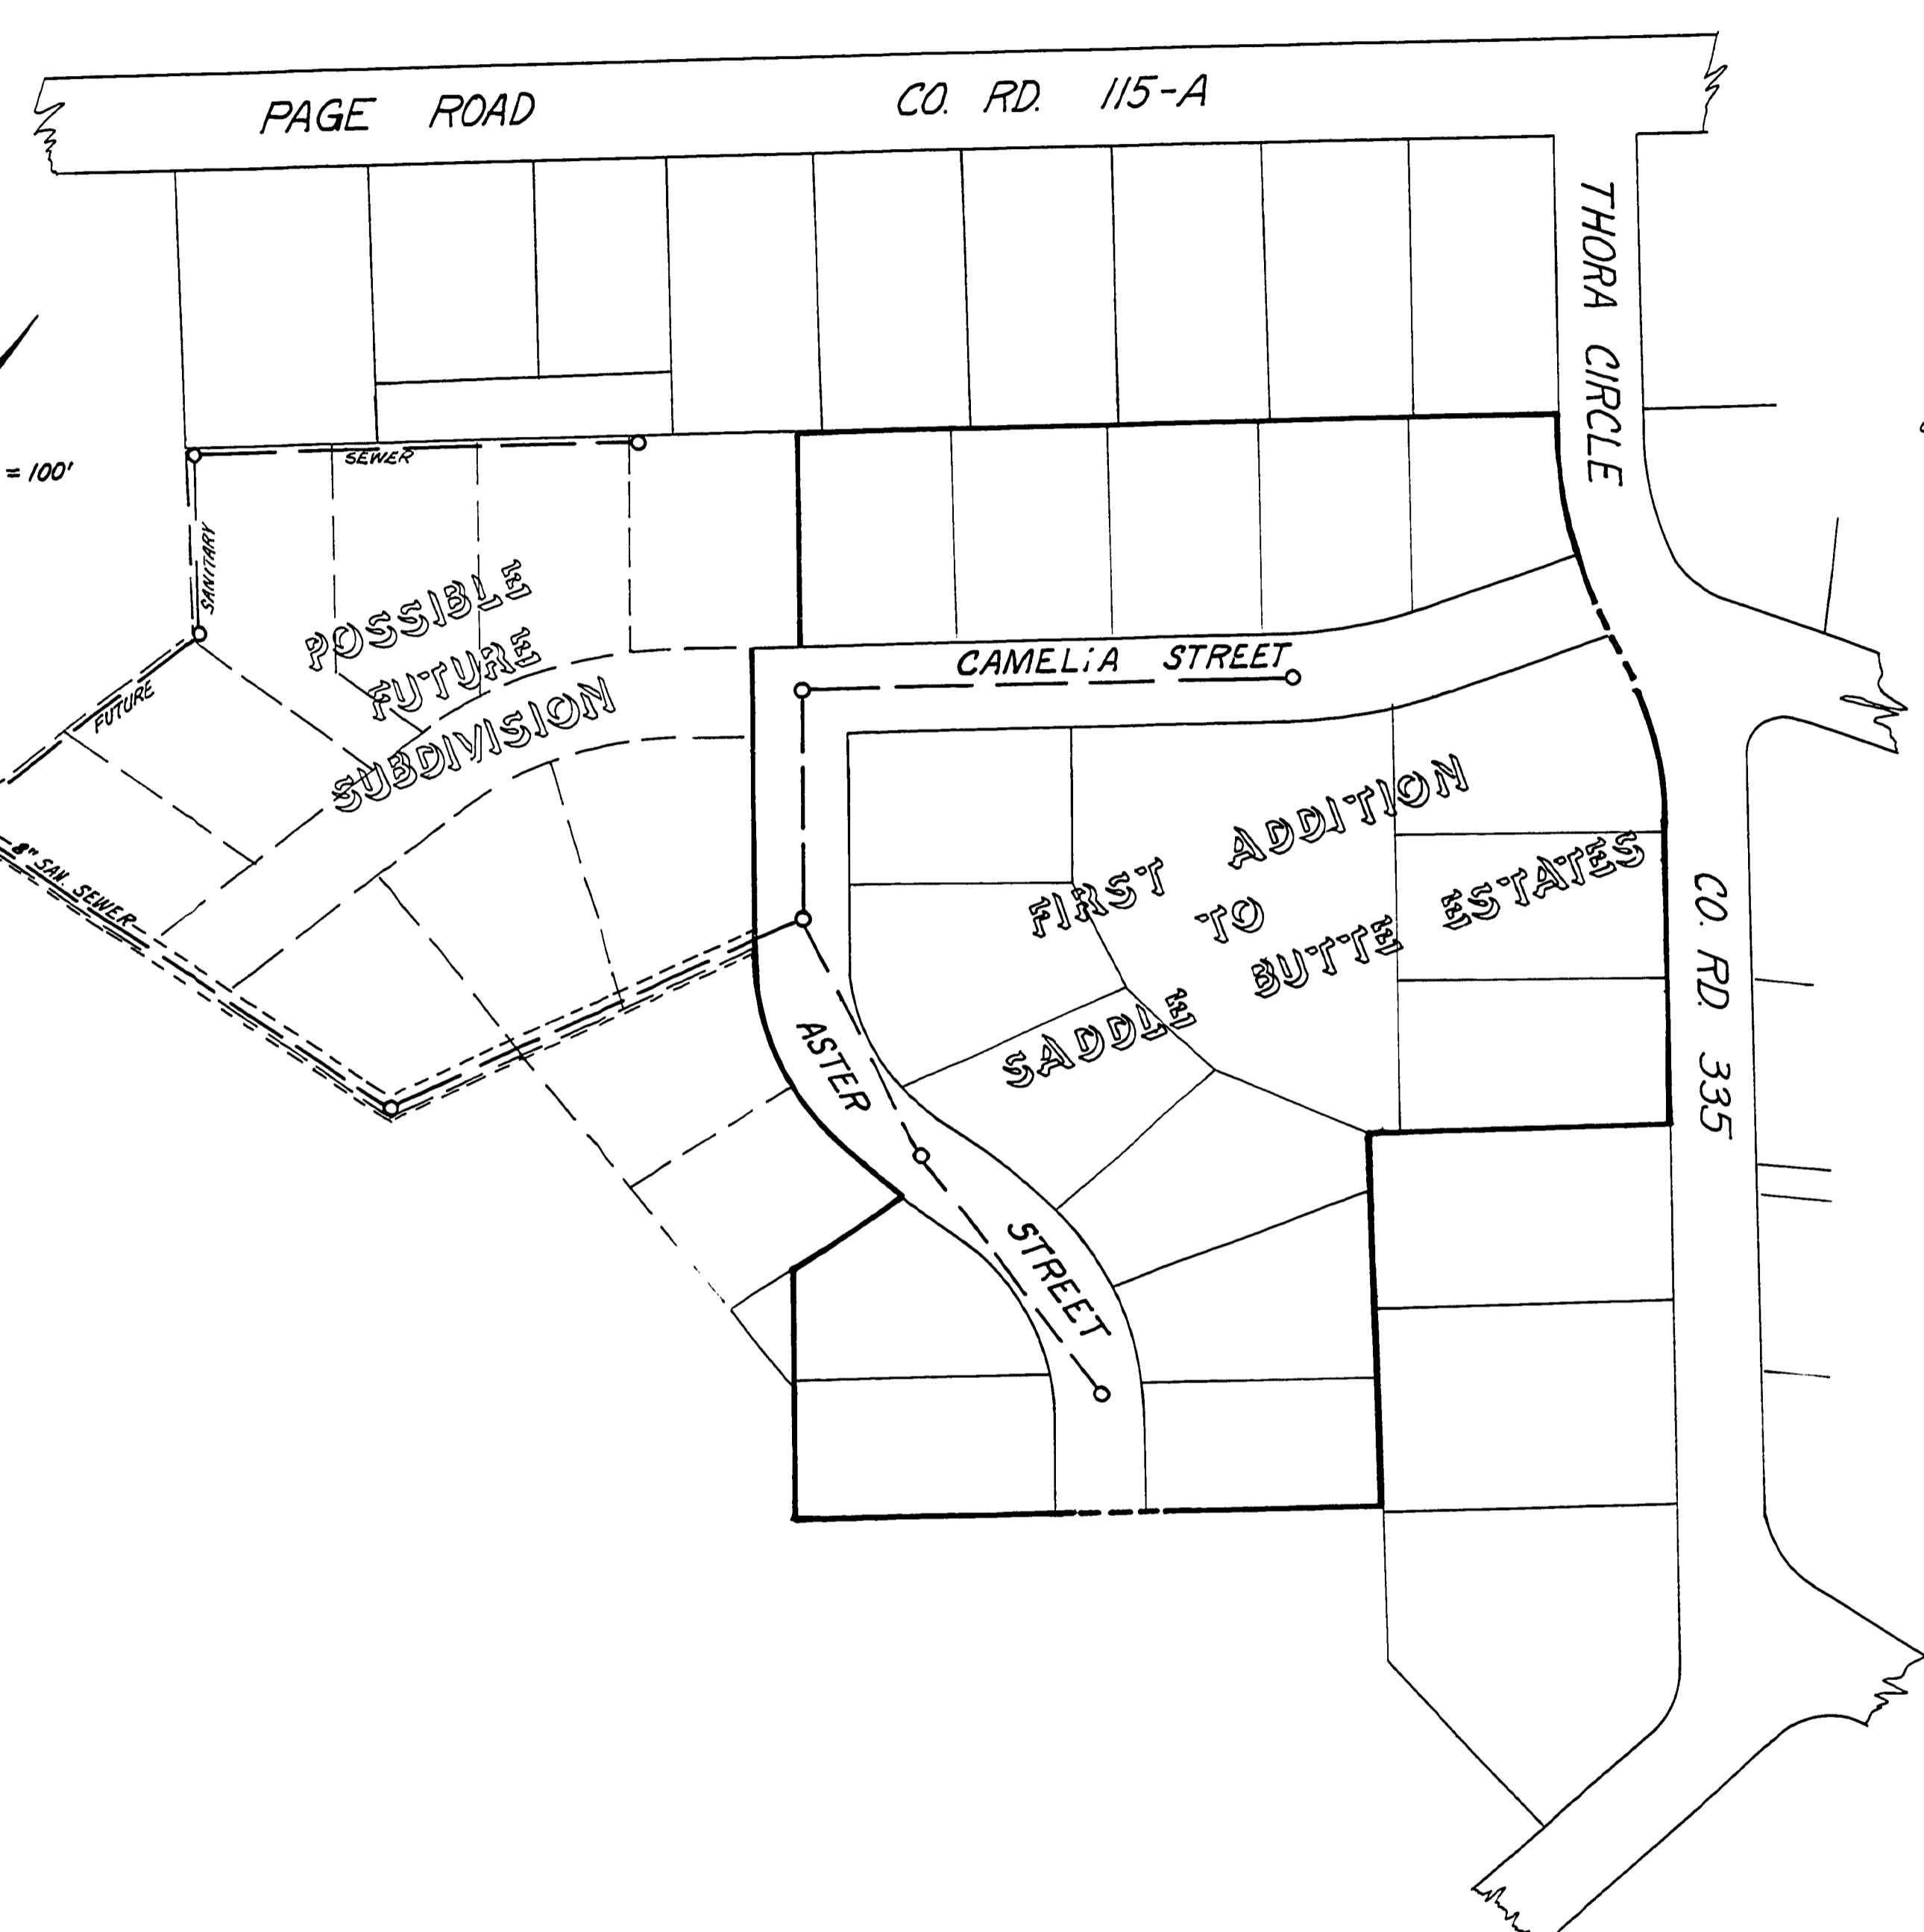 PAGE ROAD CO. RD. 115-A
THORA CIRCLE
= 100'
SEWER
SANITARY
FUTURE
POSSIBLE
FUTURE
SUBDIVISION
CAMELiA STREET
8" SAN. SEWER
FIRST ADDITION
TO
SADDLE BUTTE ESTATES
ASTER STREET
CO. RD. 335